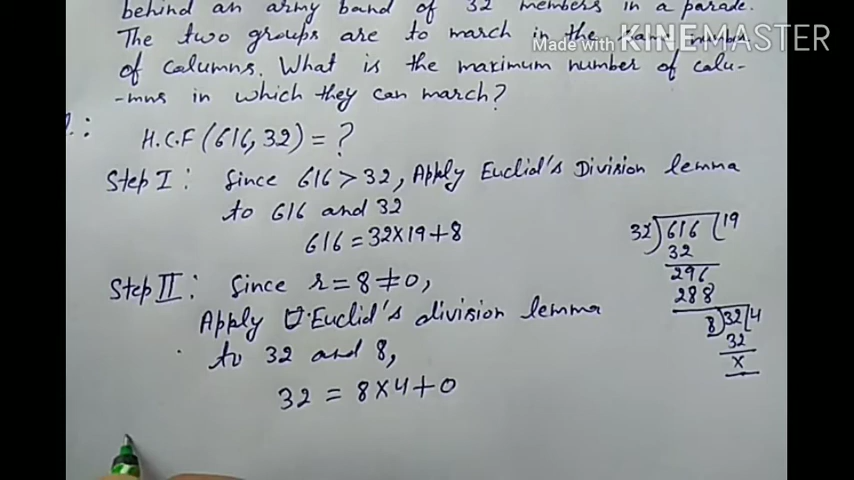 behind an army band of 32 members in a parade.
The two groups are to march in the same number
Made with KINEMASTER
of columns. What is the maximum number of colu-
-mns in which they can march?
H.C.F (616, 32) = ?
Step I : Since 616 > 32, Apply Euclid's Division lemma
to 616 and 32
616 = 32 × 19 + 8
Step II : Since r = 8 ≠ 0,
Apply Euclid's division lemma
to 32 and 8,
32 = 8 × 4 + 0
32 ) 616 ( 19
32
296
288
8 ) 32 ( 4
32
x